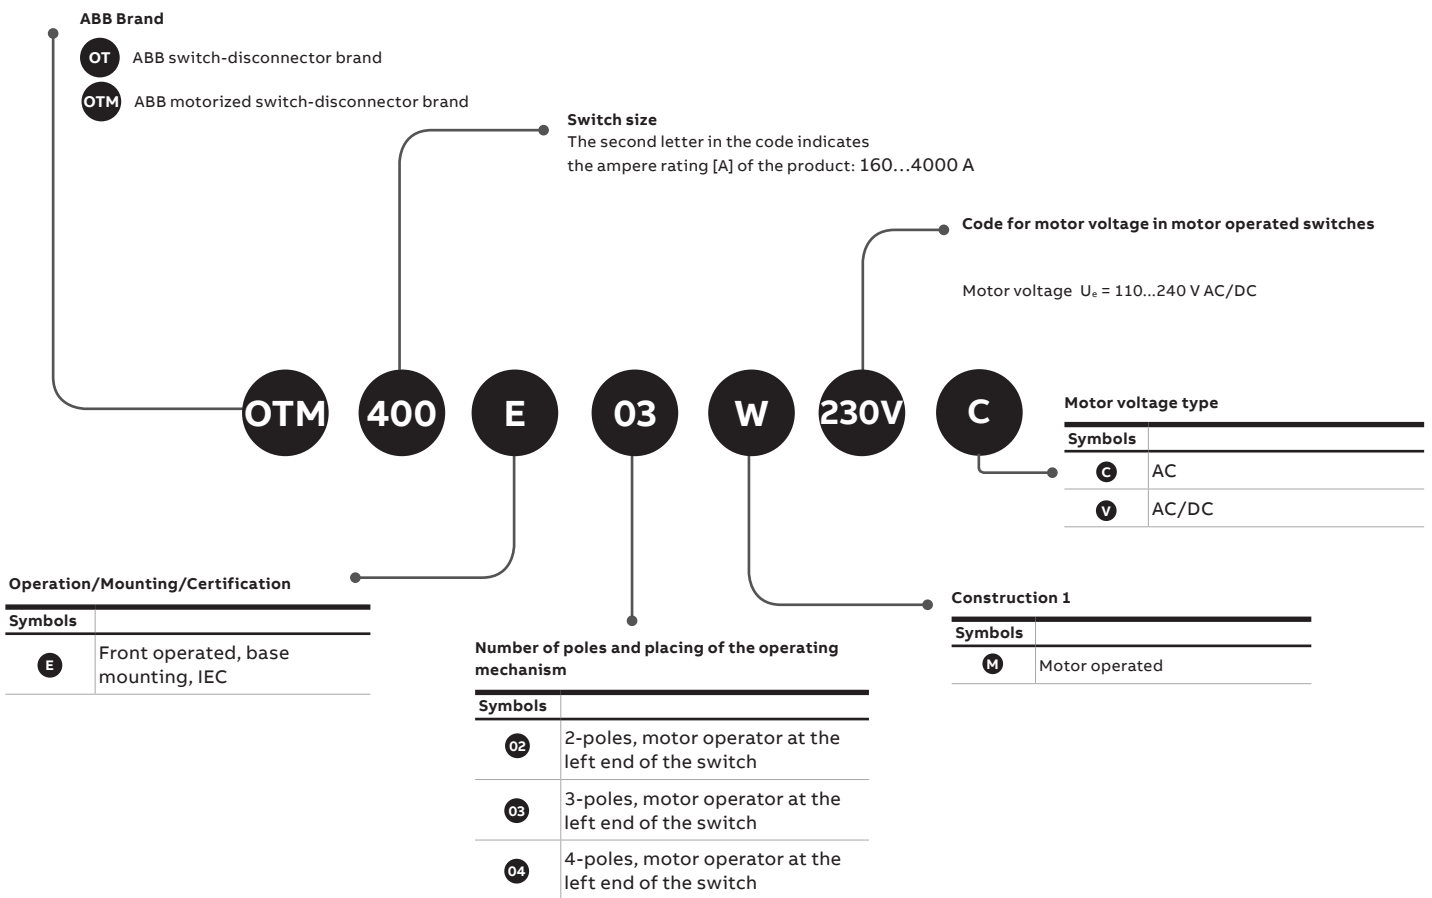 ABB Brand
OT ABB switch-disconnector brand
OTM ABB motorized switch-disconnector brand
Switch size
The second letter in the code indicates
the ampere rating [A] of the product: 160...4000 A
Code for motor voltage in motor operated switches
Motor voltage Uₑ = 110...240 V AC/DC
OTM 400 E 03 W 230V C
Motor voltage type
Symbols
C AC
V AC/DC
Operation/Mounting/Certification
Symbols
E Front operated, base
mounting, IEC
Number of poles and placing of the operating
mechanism
Symbols
02 2-poles, motor operator at the
left end of the switch
03 3-poles, motor operator at the
left end of the switch
04 4-poles, motor operator at the
left end of the switch
Construction 1
Symbols
M Motor operated